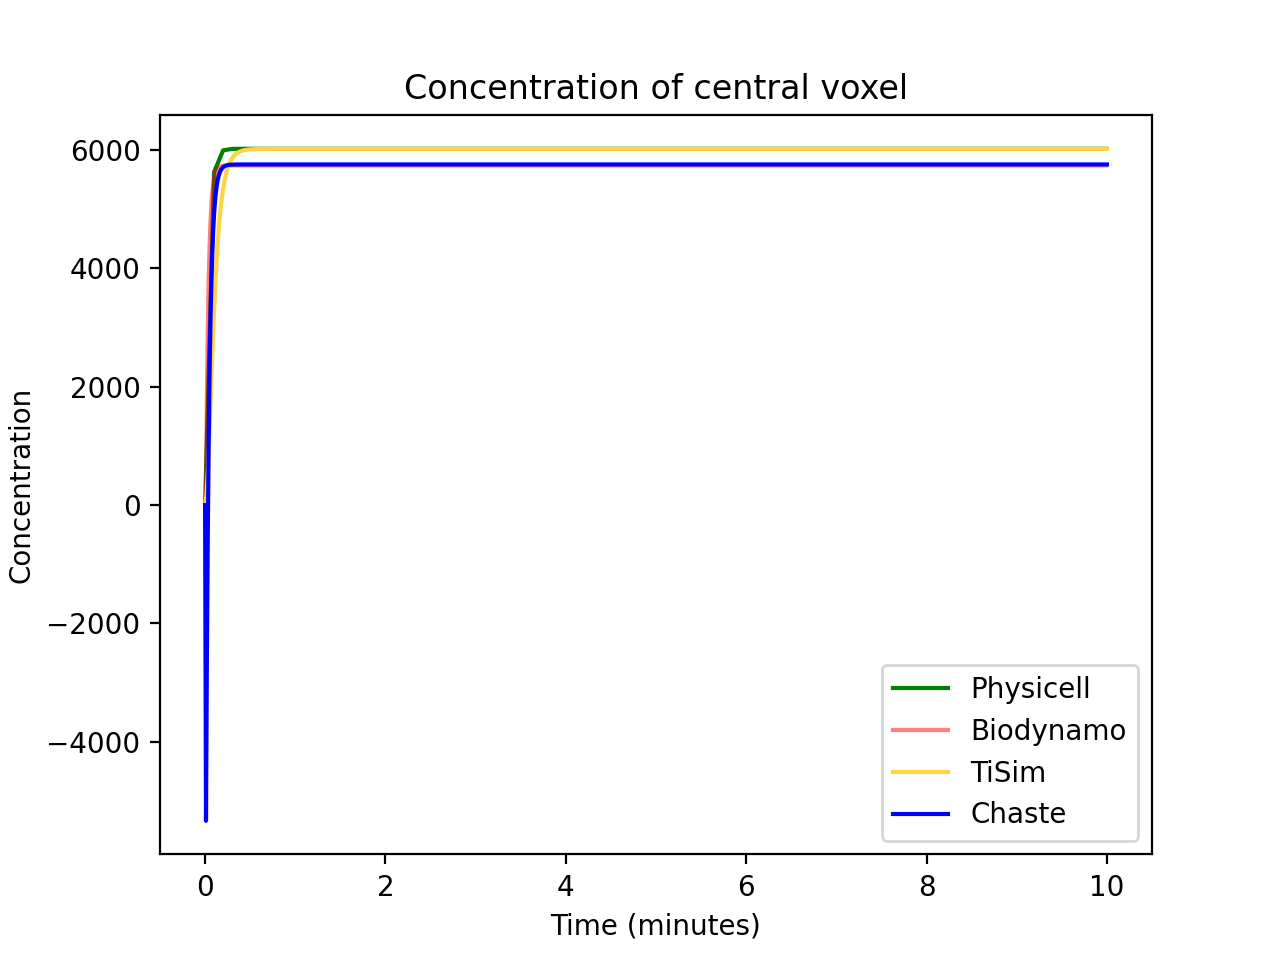 Concentration of central voxel
6000
4000
2000
0
−2000
−4000
Concentration
0 2 4 6 8 10
Time (minutes)
Physicell
Biodynamo
TiSim
Chaste